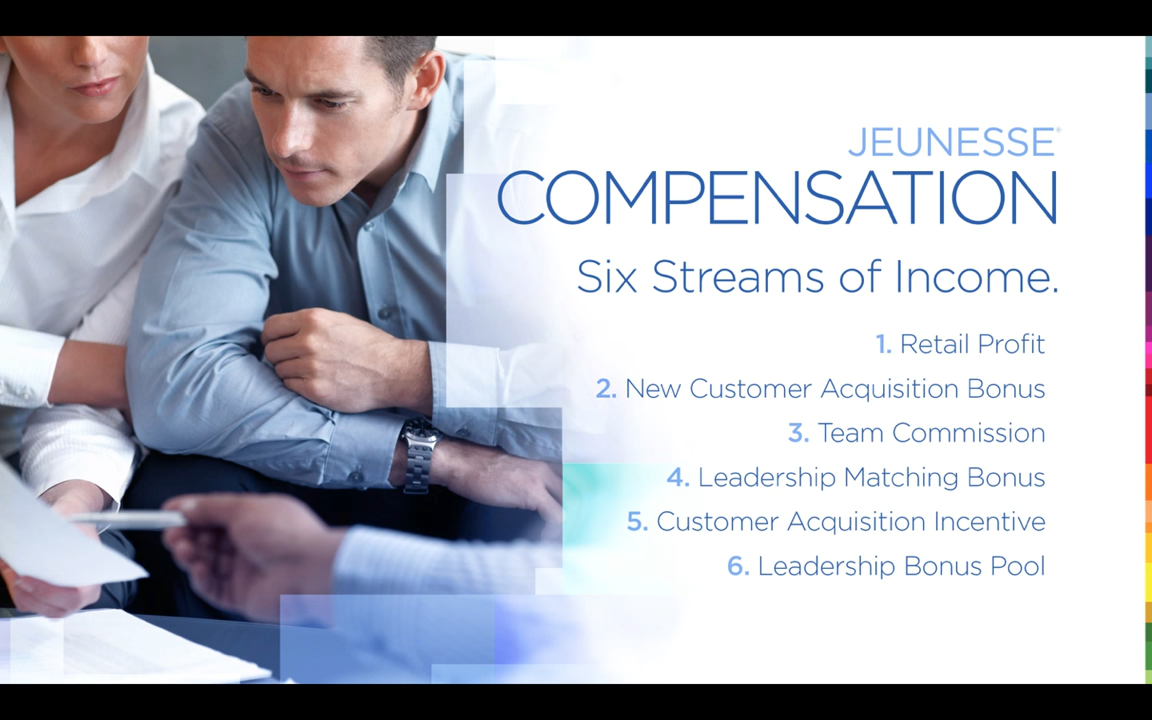 JEUNESSE®
COMPENSATION
Six Streams of Income.
1. Retail Profit
2. New Customer Acquisition Bonus
3. Team Commission
4. Leadership Matching Bonus
5. Customer Acquisition Incentive
6. Leadership Bonus Pool